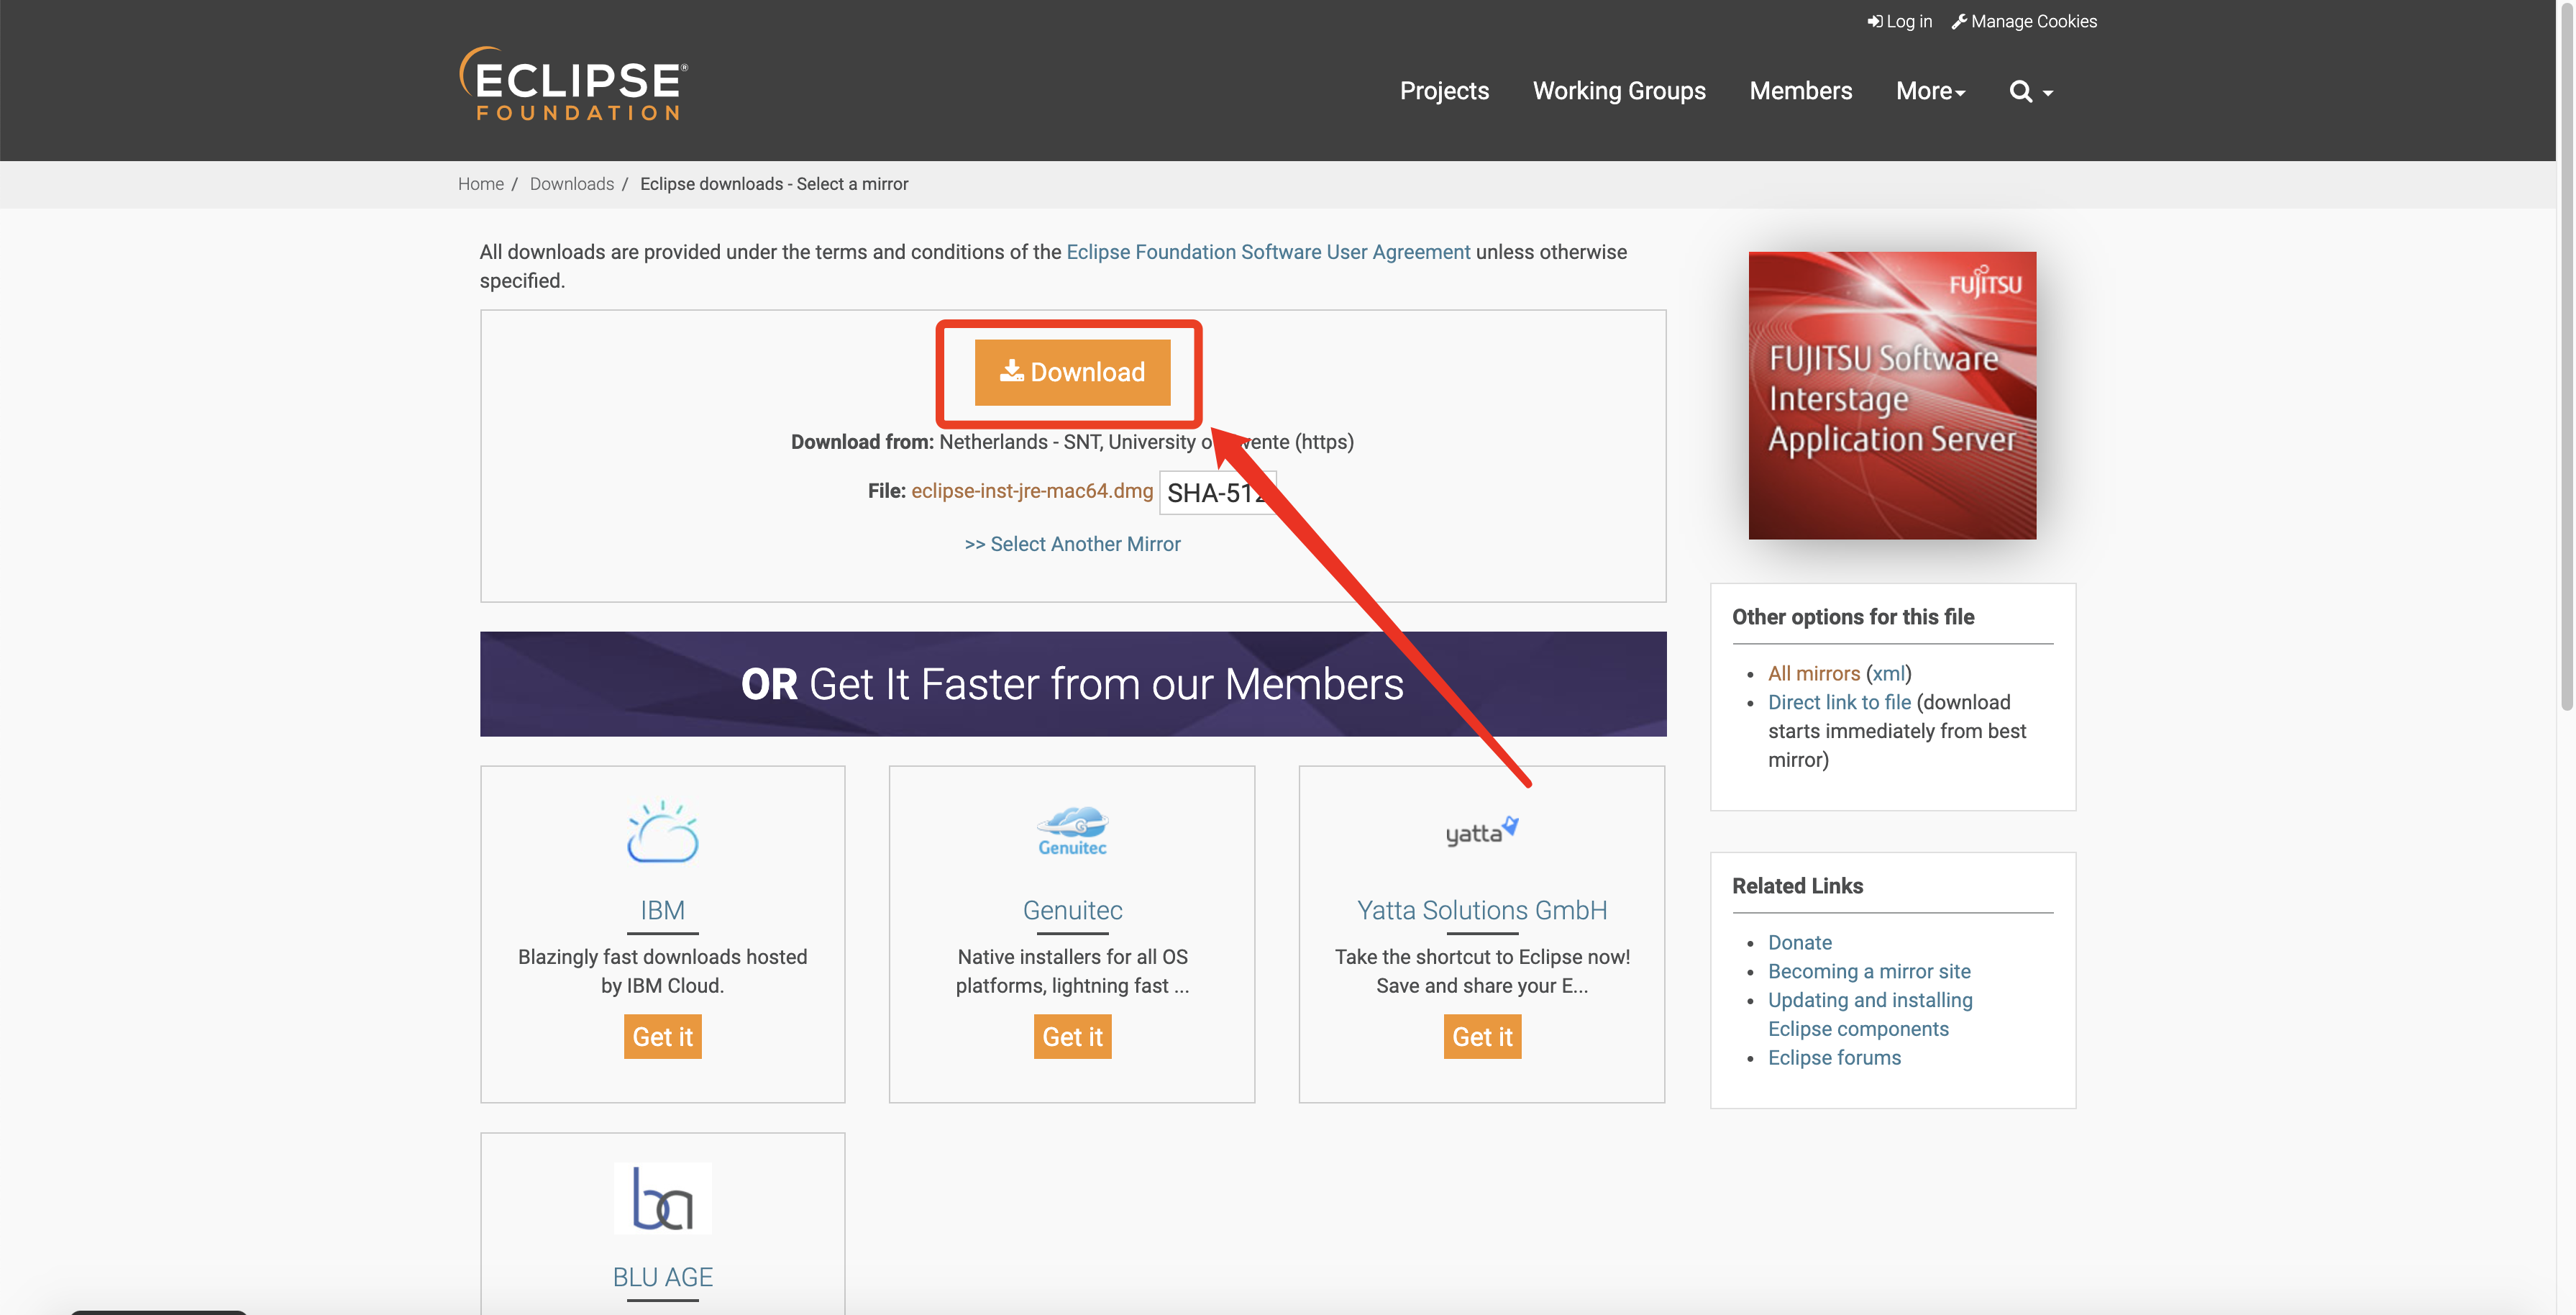 Log in Manage Cookies
ECLIPSE®
FOUNDATION
Projects Working Groups Members More
Home / Downloads / Eclipse downloads - Select a mirror
All downloads are provided under the terms and conditions of the Eclipse Foundation Software User Agreement unless otherwise
specified.
Download
Download from: Netherlands - SNT, University (https)
File: eclipse-inst-jre-mac64.dmg SHA-512
>> Select Another Mirror
OR Get It Faster from our Members
IBM
Blazingly fast downloads hosted
by IBM Cloud.
Get it
Genuitec
Genuitec
Native installers for all OS
platforms, lightning fast ...
Get it
yatta
Yatta Solutions GmbH
Take the shortcut to Eclipse now!
Save and share your E...
Get it
ba
BLU AGE
FUJITSU
FUJITSU Software
Interstage
Application Server
Other options for this file
All mirrors (xml)
Direct link to file (download
starts immediately from best
mirror)
Related Links
Donate
Becoming a mirror site
Updating and installing
Eclipse components
Eclipse forums